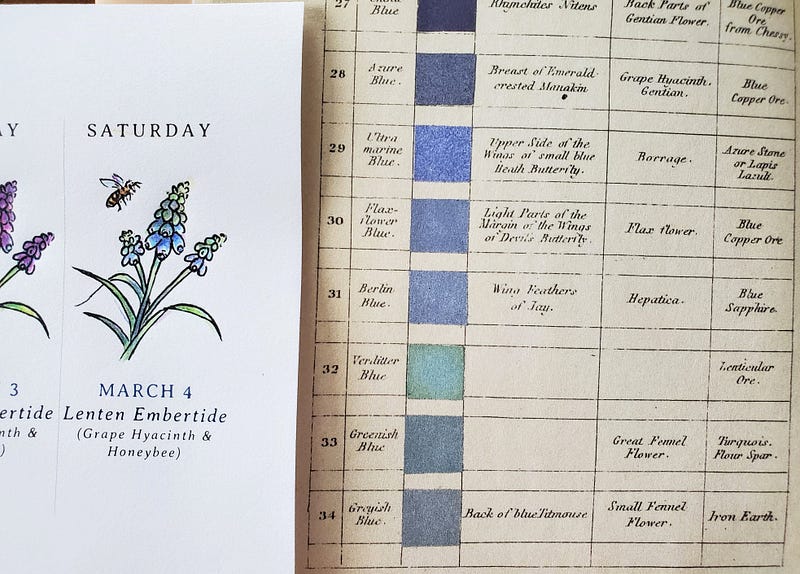 AY
SATURDAY
3
MARCH 4
ertide
Lenten Embertide
nth &
(Grape Hyacinth &
)
Honeybee)
27
Blue
Rhynchites Nitens
Back Parts of
Gentian Flower.
Blue Copper
Ore
from Chessy.
28
Azure
Blue.
Breast of Emerald-
crested Manakin
Grape Hyacinth.
Gentian.
Blue
Copper Ore.
29
Ultra
marine
Blue.
Upper Side of the
Wings of small blue
Heath Butterfly.
Borrage.
Azure Stone
or Lapis
Lazuli.
30
Flax-
flower
Blue.
Light Parts of the
Margin of the Wings
of Devil's Butterfly.
Flax flower.
Blue
Copper Ore
31
Berlin
Blue.
Wing Feathers
of Jay.
Hepatica.
Blue
Sapphire.
32
Verditter
Blue
Lenticular
Ore.
33
Greenish
Blue
Great Fennel
Flower.
Turquois.
Flour Spar.
34
Greyish
Blue.
Back of blue Titmouse
Small Fennel
Flower.
Iron Earth.